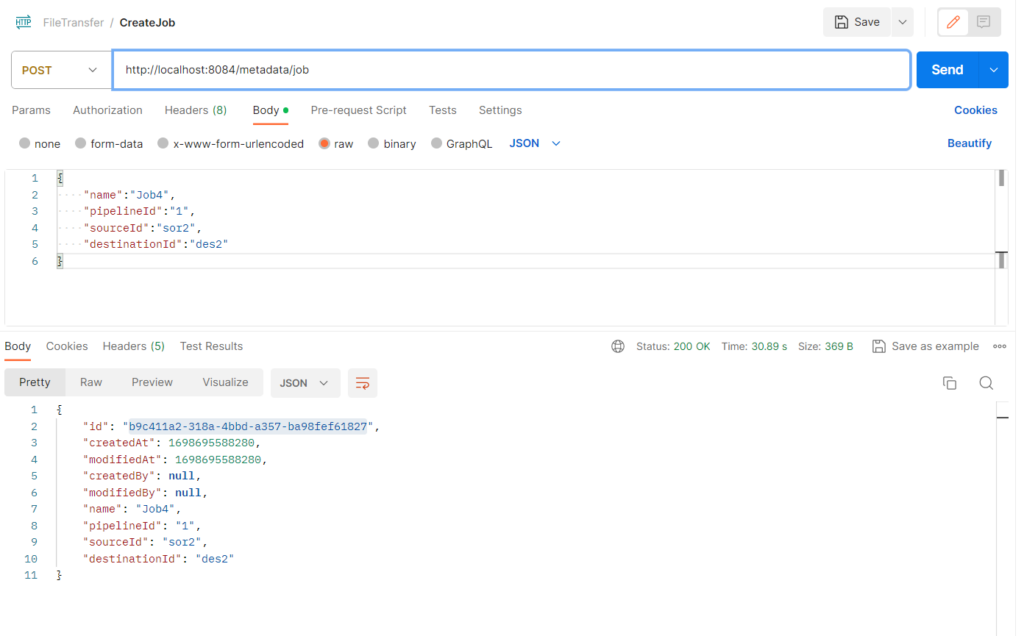 HTTP FileTransfer / CreateJob Save
POST http://localhost:8084/metadata/job Send
Params Authorization Headers (8) Body Pre-request Script Tests Settings Cookies
none form-data x-www-form-urlencoded raw binary GraphQL JSON Beautify
1 {
2 "name":"Job4",
3 "pipelineId":"1",
4 "sourceId":"sor2",
5 "destinationId":"des2"
6 }
Body Cookies Headers (5) Test Results Status: 200 OK Time: 30.89 s Size: 369 B Save as example
Pretty Raw Preview Visualize JSON
1 {
2 "id": "b9c411a2-318a-4bbd-a357-ba98fef61827",
3 "createdAt": 1698695588280,
4 "modifiedAt": 1698695588280,
5 "createdBy": null,
6 "modifiedBy": null,
7 "name": "Job4",
8 "pipelineId": "1",
9 "sourceId": "sor2",
10 "destinationId": "des2"
11 }